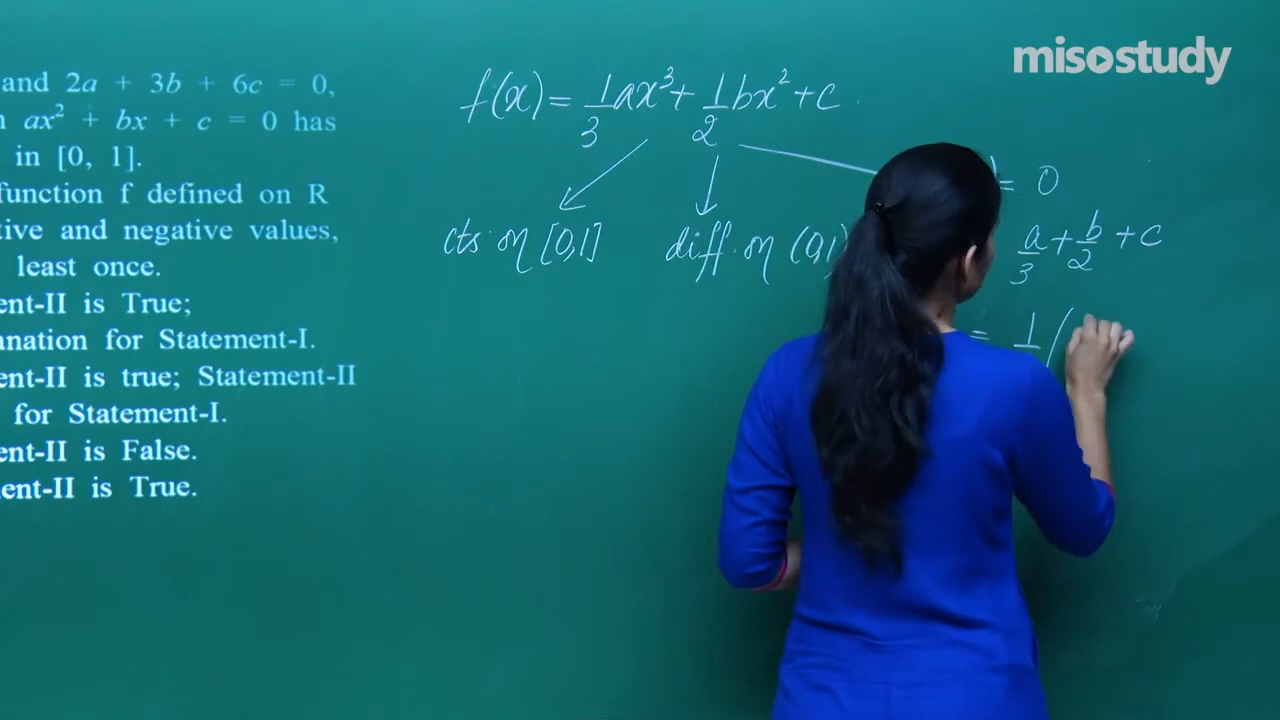 misostudy
and 2a + 3b + 6c = 0,
ax² + bx + c = 0 has
in [0, 1].
function f defined on R
tive and negative values,
least once.
ent-II is True;
anation for Statement-I.
ent-II is true; Statement-II
for Statement-I.
ent-II is False.
ent-II is True.
f(x) = 1/3 ax³ + 1/2 bx² + c
= 0
cts on [0,1] diff. on (0,1)
a/3 + b/2 + c
= 1 (